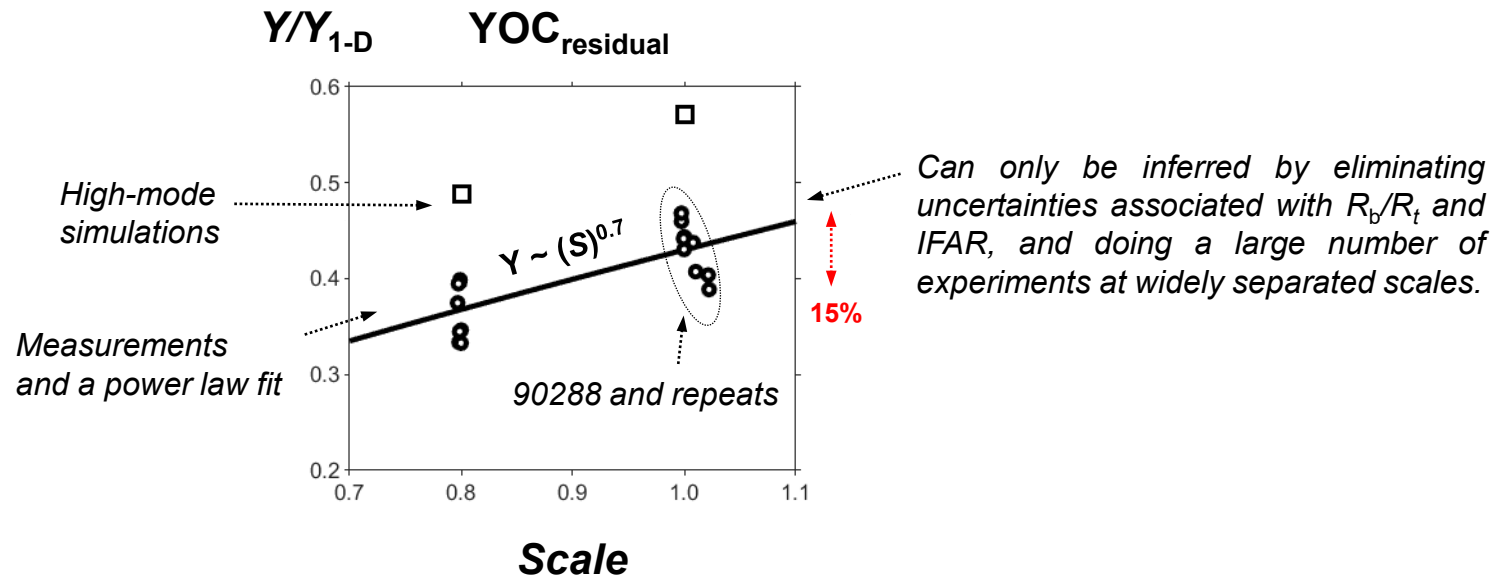 Y/Y1-D
YOCresidual
0.6
0.5
0.4
0.3
0.2
0.7
0.8
0.9
1.0
1.1
Scale
High-mode
simulations
Measurements
and a power law fit
Y ~ (S)^0.7
90288 and repeats
15%
Can only be inferred by eliminating
uncertainties associated with Rb/Rt and
IFAR, and doing a large number of
experiments at widely separated scales.